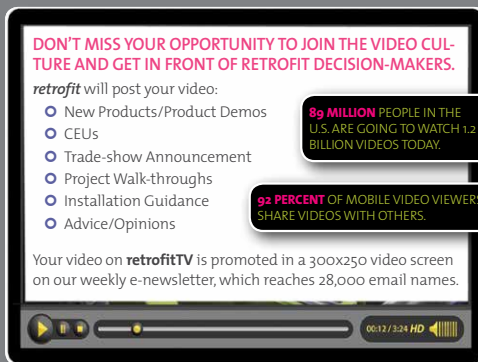 DON'T MISS YOUR OPPORTUNITY TO JOIN THE VIDEO CUL-
TURE AND GET IN FRONT OF RETROFIT DECISION-MAKERS.
retrofit will post your video:
New Products/Product Demos
CEUs
Trade-show Announcement
Project Walk-throughs
Installation Guidance
Advice/Opinions
89 MILLION PEOPLE IN THE
U.S. ARE GOING TO WATCH 1.2
BILLION VIDEOS TODAY.
92 PERCENT OF MOBILE VIDEO VIEWERS
SHARE VIDEOS WITH OTHERS.
Your video on retrofitTV is promoted in a 300x250 video screen
on our weekly e-newsletter, which reaches 28,000 email names.
00:12 / 3:24 HD